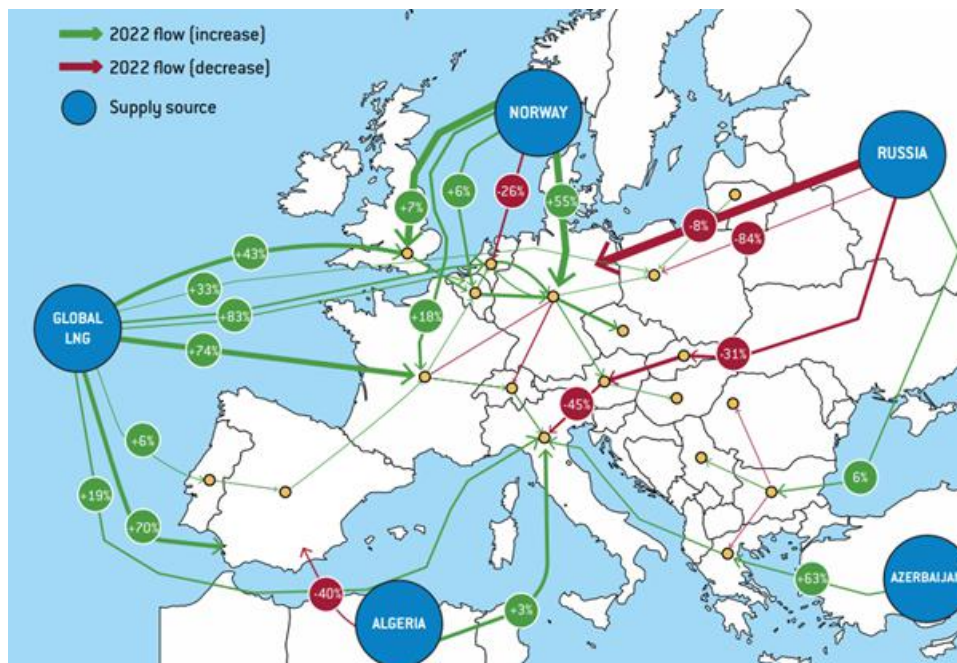 2022 flow (increase)
2022 flow (decrease)
Supply source
NORWAY
RUSSIA
+7%
+6%
-26%
+55%
-8%
-84%
+43%
+33%
+83%
GLOBAL
LNG
+18%
+74%
-31%
-45%
+6%
+19%
+70%
6%
-40%
ALGERIA
+3%
+63%
AZERBAIJAN